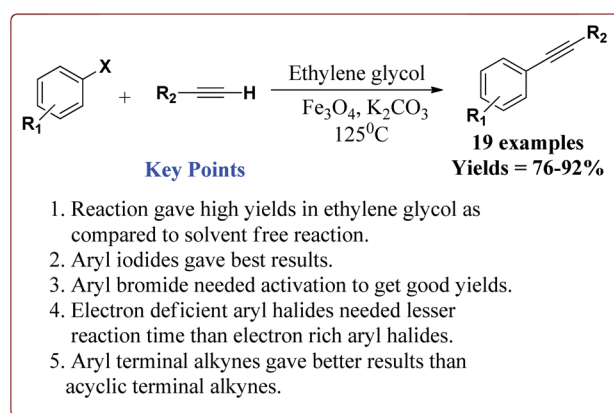 X
R1
+
R2
H
Ethylene glycol
Fe3O4, K2CO3
125⁰C
R2
R1
19 examples
Yields = 76-92%
Key Points
1. Reaction gave high yields in ethylene glycol as
compared to solvent free reaction.
2. Aryl iodides gave best results.
3. Aryl bromide needed activation to get good yields.
4. Electron deficient aryl halides needed lesser
reaction time than electron rich aryl halides.
5. Aryl terminal alkynes gave better results than
acyclic terminal alkynes.